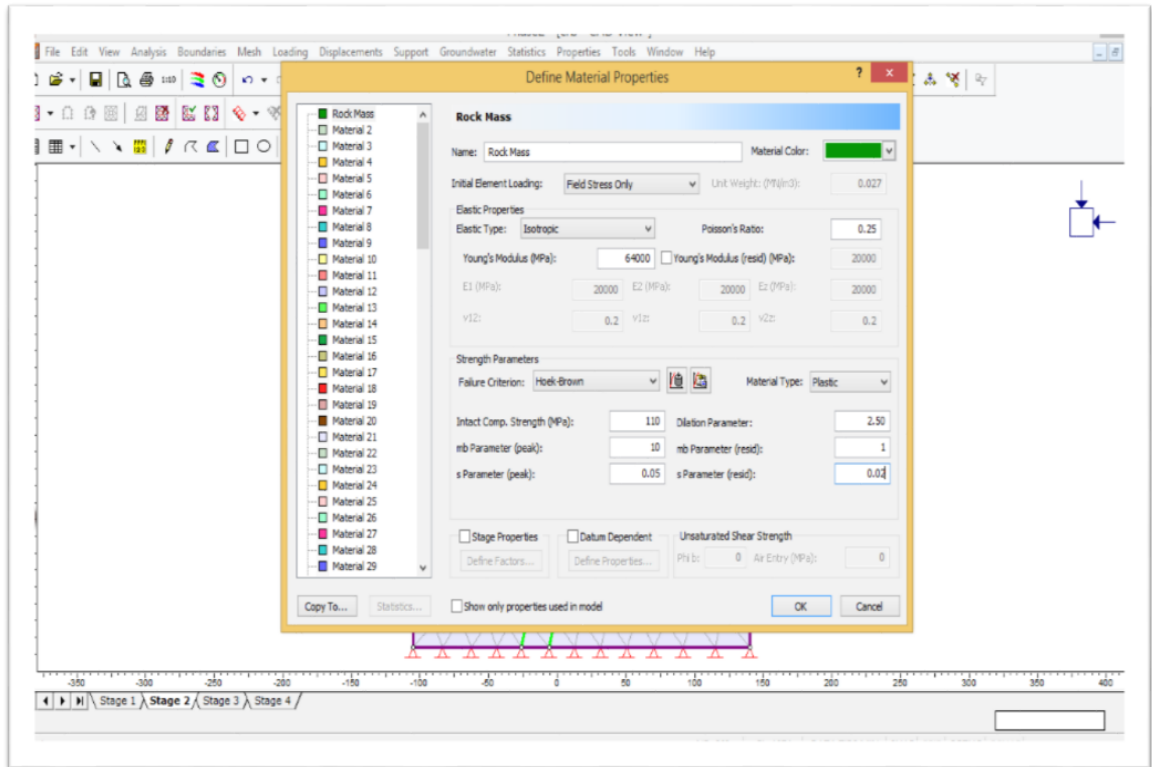 File Edit View Analysis Boundaries Mesh Loading Displacements Support Groundwater Statistics Properties Tools Window Help
Define Material Properties
? x
Rock Mass
Material 2
Material 3
Material 4
Material 5
Material 6
Material 7
Material 8
Material 9
Material 10
Material 11
Material 12
Material 13
Material 14
Material 15
Material 16
Material 17
Material 18
Material 19
Material 20
Material 21
Material 22
Material 23
Material 24
Material 25
Material 26
Material 27
Material 28
Material 29
Rock Mass
Name: Rock Mass Material Color:
Initial Element Loading: Field Stress Only Unit Weight: (MN/m3): 0.027
Elastic Properties
Elastic Type: Isotropic Poisson's Ratio: 0.25
Young's Modulus (MPa): 64000 Young's Modulus (resid) (MPa): 20000
E1 (MPa): 20000 E2 (MPa): 20000 Ez (MPa): 20000
v12: 0.2 v1z: 0.2 v2z: 0.2
Strength Parameters
Failure Criterion: Hoek-Brown Material Type: Plastic
Intact Comp. Strength (MPa): 110 Dilation Parameter: 2.50
mb Parameter (peak): 10 mb Parameter (resid): 1
s Parameter (peak): 0.05 s Parameter (resid): 0.02
Stage Properties Datum Dependent Unsaturated Shear Strength
Define Factors... Define Properties... Phi b: 0 Air Entry (MPa): 0
Copy To... Statistics... Show only properties used in model OK Cancel
-350 -300 -250 -200 -150 -100 -50 0 50 100 150 200 250 300 350 400
Stage 1 Stage 2 Stage 3 Stage 4